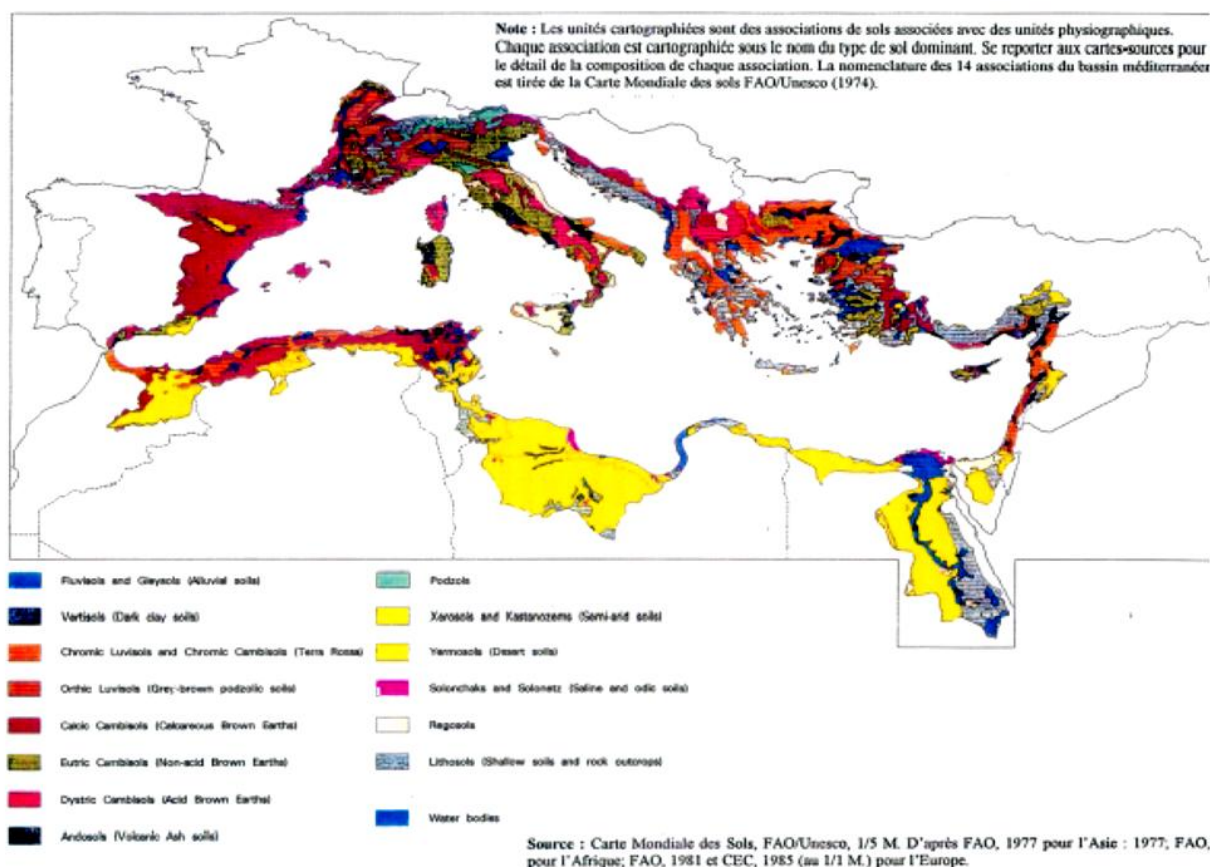 Note : Les unités cartographiées sont des associations de sols associées avec des unités physiographiques.
Chaque association est cartographiée sous le nom du type de sol dominant. Se reporter aux cartes-sources pour
le détail de la composition de chaque association. La nomenclature des 14 associations du bassin méditerranéen
est tirée de la Carte Mondiale des sols FAO/Unesco (1974).
Fluvisols and Gleysols (Alluvial soils)
Vertisols (Dark clay soils)
Chromic Luvisols and Chromic Cambisols (Terra Rossa)
Orthic Luvisols (Grey-brown podzolic soils)
Calcic Cambisols (Calcareous Brown Earths)
Eutric Cambisols (Non-acid Brown Earths)
Dystric Cambisols (Acid Brown Earths)
Andosols (Volcanic Ash soils)
Podzols
Xerosols and Kastanozems (Semi-arid soils)
Yermosols (Desert soils)
Solonchaks and Solonetz (Saline and odic soils)
Regosols
Lithosols (Shallow soils and rock outcrops)
Water bodies
Source : Carte Mondiale des Sols, FAO/Unesco, 1/5 M. D'après FAO, 1977 pour l'Asie : 1977; FAO,
pour l'Afrique; FAO, 1981 et CEC, 1985 (au 1/1 M.) pour l'Europe.